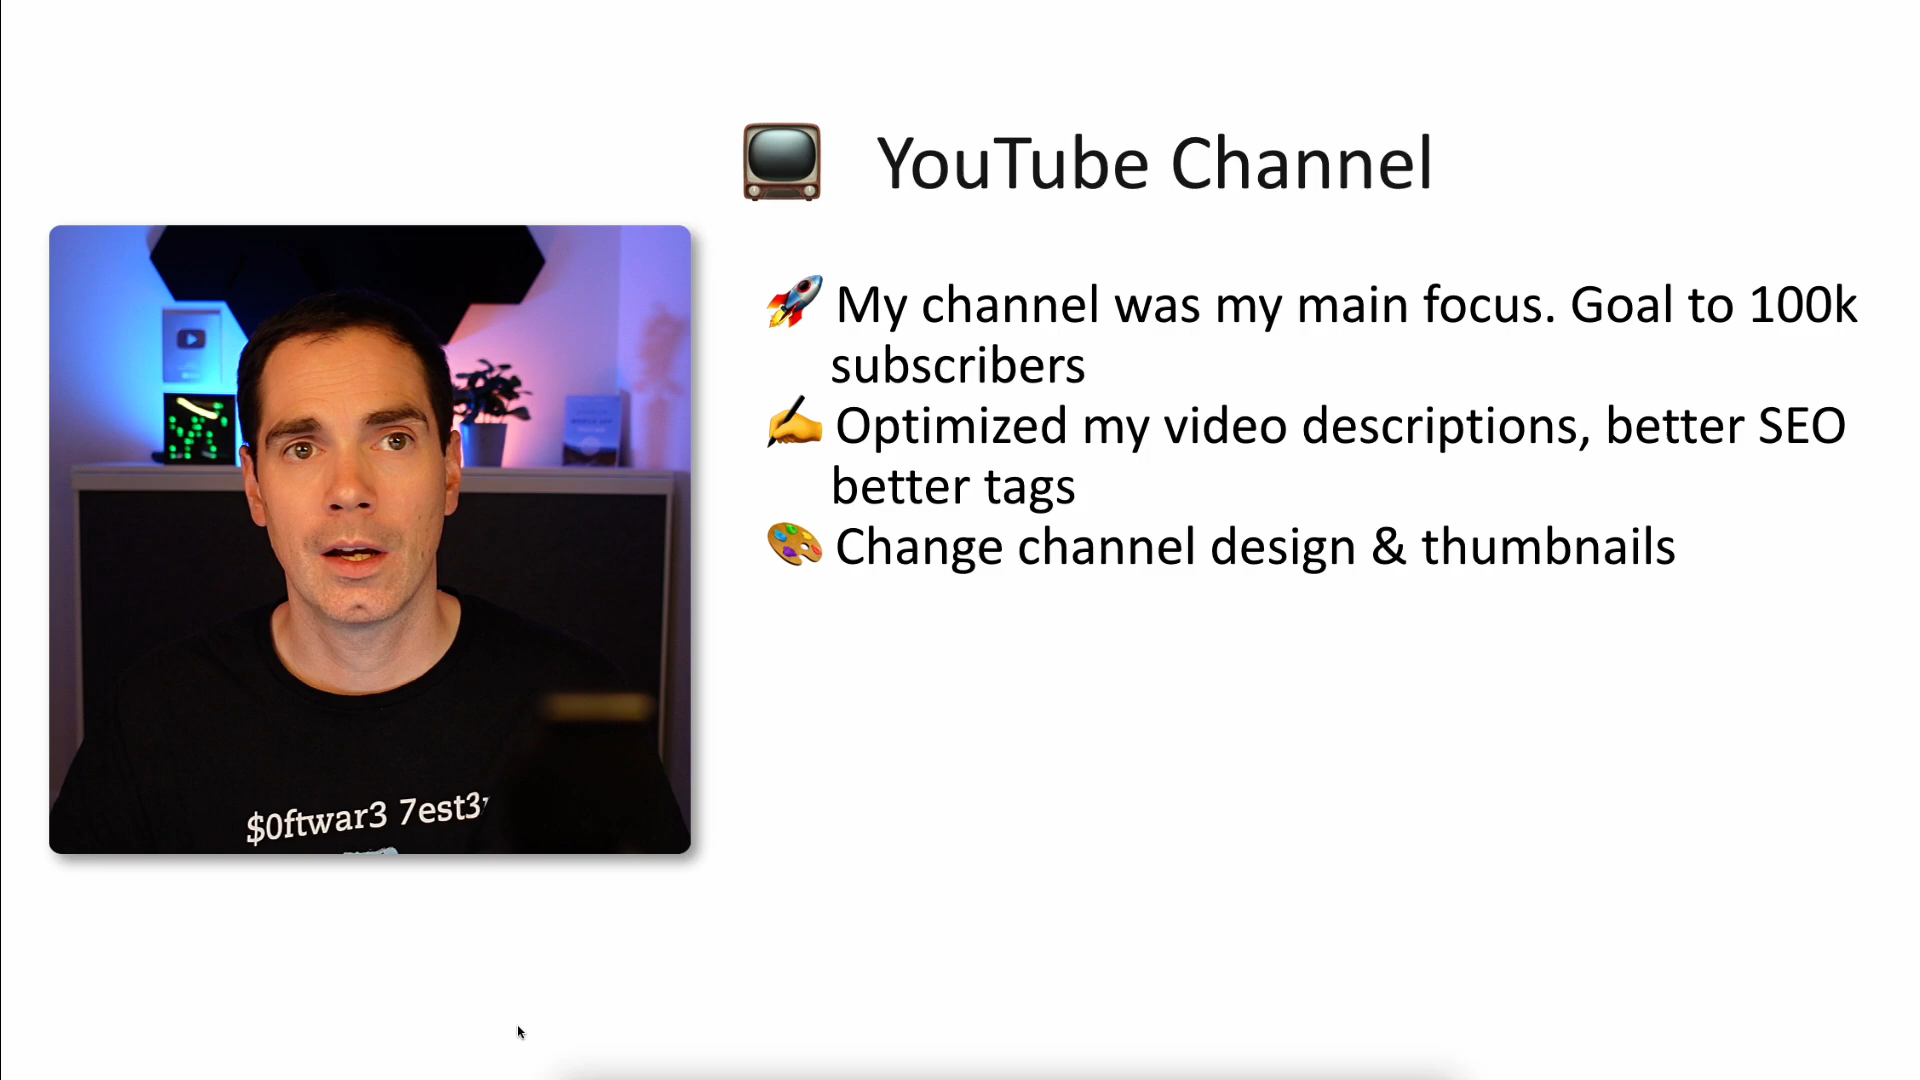 YouTube Channel
My channel was my main focus. Goal to 100k
subscribers
Optimized my video descriptions, better SEO
better tags
Change channel design & thumbnails
$0ftwar3 7est3r